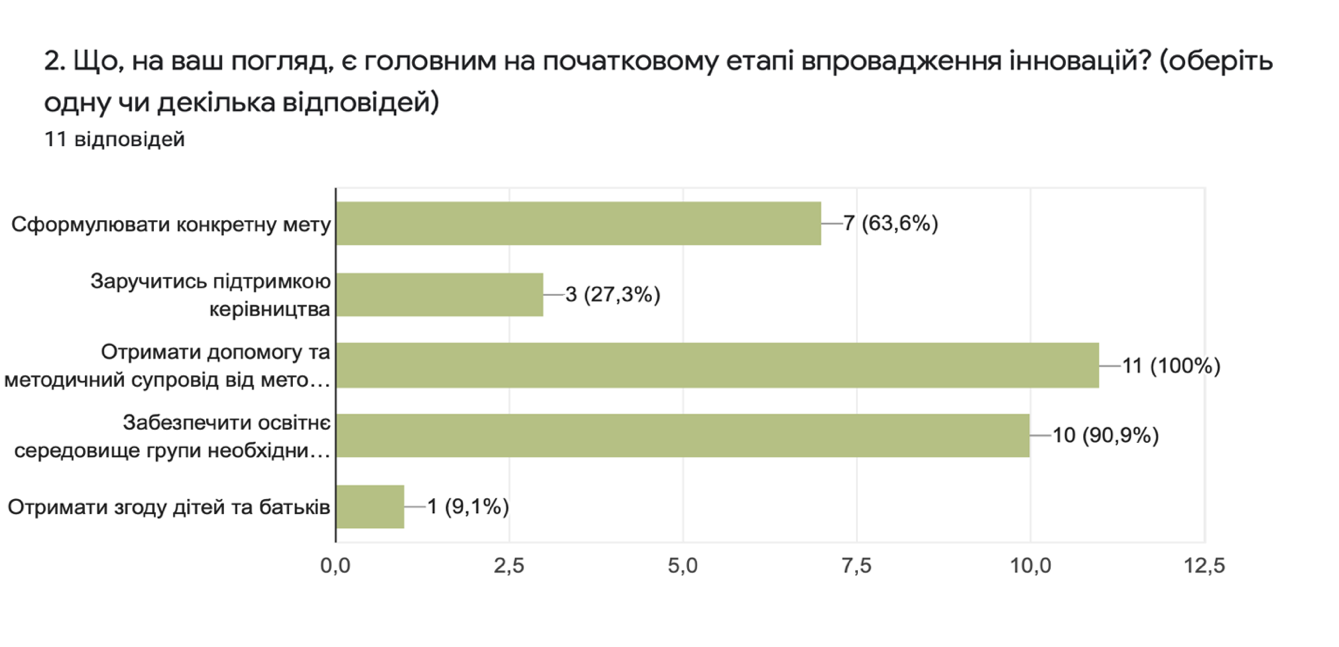 2. Що, на ваш погляд, є головним на початковому етапі впровадження інновацій? (оберіть
одну чи декілька відповідей)
11 відповідей
Сформулювати конкретну мету
7 (63,6%)
Заручитись підтримкою
керівництва
3 (27,3%)
Отримати допомогу та
методичний супровід від мето…
11 (100%)
Забезпечити освітнє
середовище групи необхідни…
10 (90,9%)
Отримати згоду дітей та батьків
1 (9,1%)
0,0 2,5 5,0 7,5 10,0 12,5